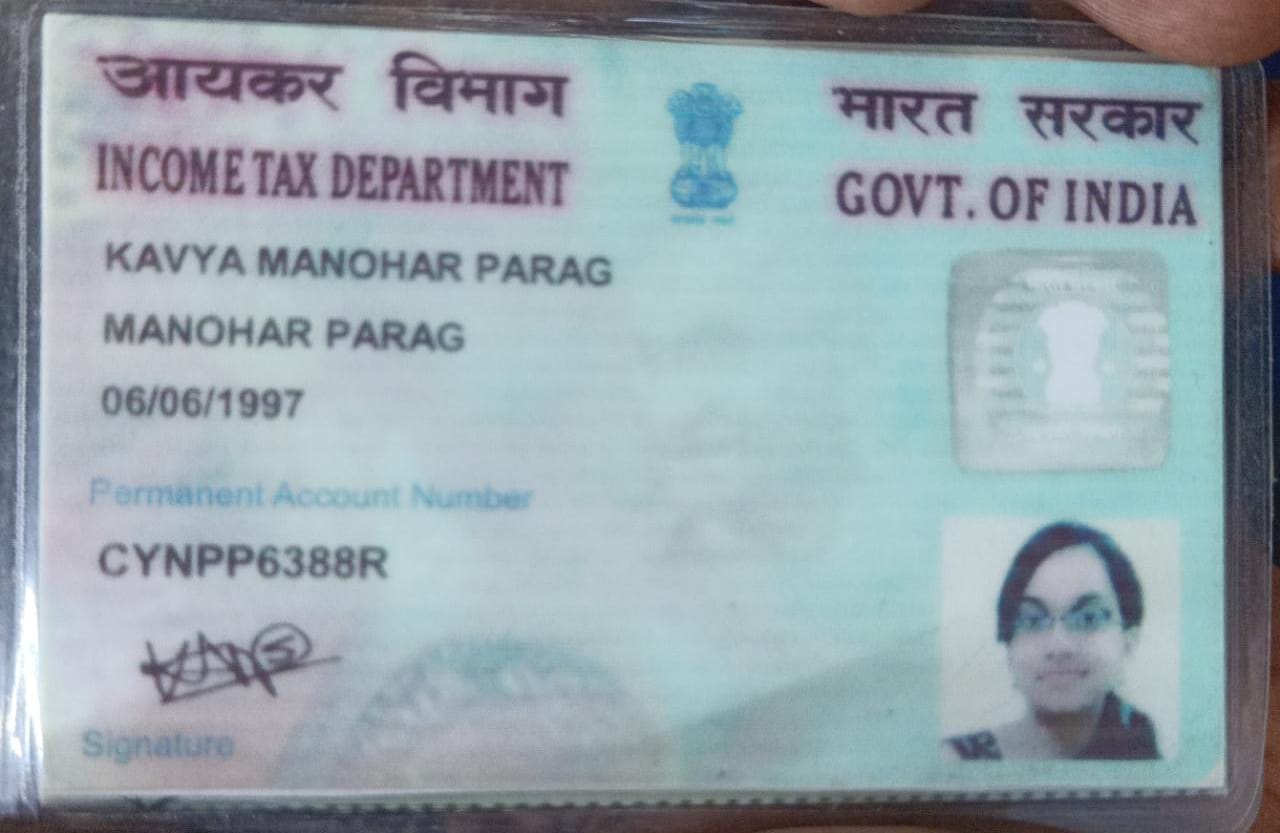 आयकर विभाग
भारत सरकार
INCOME TAX DEPARTMENT
GOVT. OF INDIA
KAVYA MANOHAR PARAG
MANOHAR PARAG
06/06/1997
Permanent Account Number
CYNPP6388R
Signature